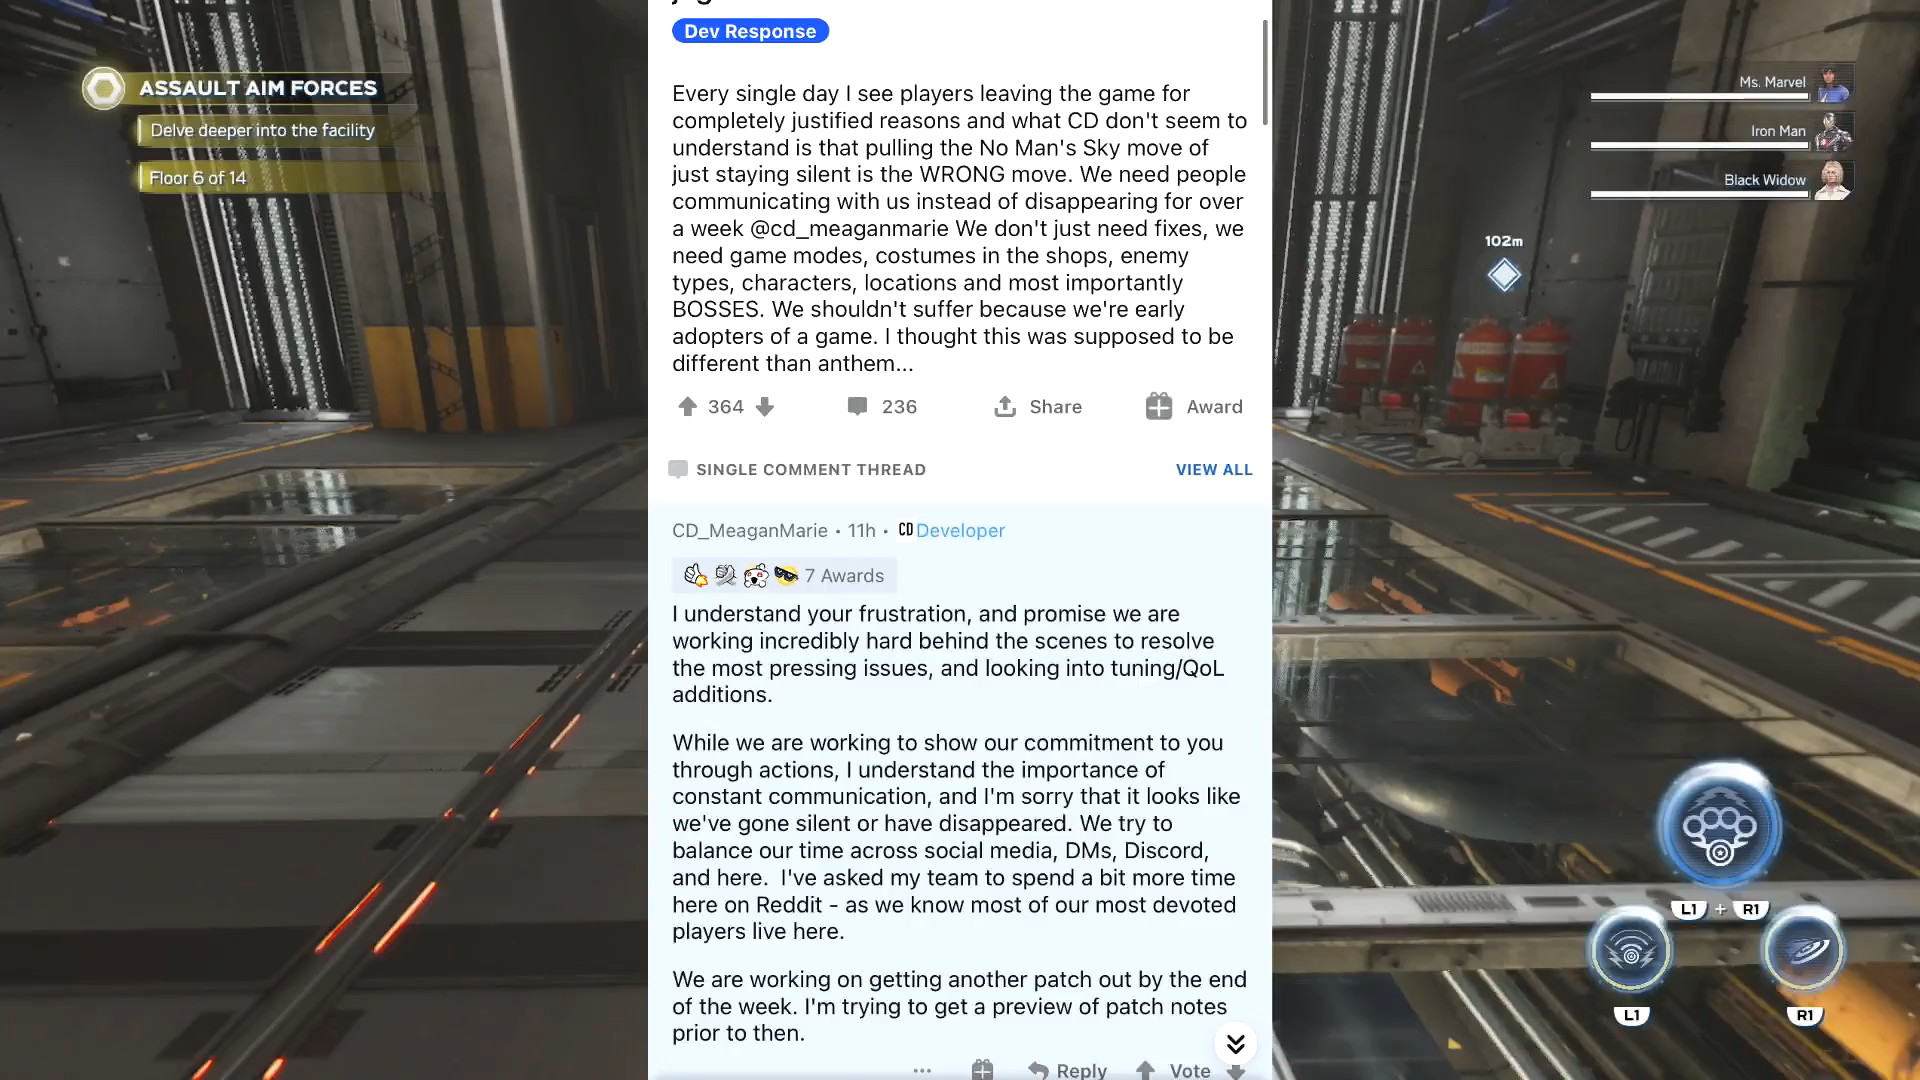 ASSAULT AIM FORCES
Delve deeper into the facility
Floor 6 of 14
Dev Response
Every single day I see players leaving the game for
completely justified reasons and what CD don't seem to
understand is that pulling the No Man's Sky move of
just staying silent is the WRONG move. We need people
communicating with us instead of disappearing for over
a week @cd_meaganmarie We don't just need fixes, we
need game modes, costumes in the shops, enemy
types, characters, locations and most importantly
BOSSES. We shouldn't suffer because we're early
adopters of a game. I thought this was supposed to be
different than anthem...
364
236
Share
Award
SINGLE COMMENT THREAD
VIEW ALL
CD_MeaganMarie • 11h • CD Developer
7 Awards
I understand your frustration, and promise we are
working incredibly hard behind the scenes to resolve
the most pressing issues, and looking into tuning/QoL
additions.
While we are working to show our commitment to you
through actions, I understand the importance of
constant communication, and I'm sorry that it looks like
we've gone silent or have disappeared. We try to
balance our time across social media, DMs, Discord,
and here.  I've asked my team to spend a bit more time
here on Reddit - as we know most of our most devoted
players live here.
We are working on getting another patch out by the end
of the week. I'm trying to get a preview of patch notes
prior to then.
... Reply Vote
Ms. Marvel
Iron Man
Black Widow
102m
L1 + R1
L1
R1